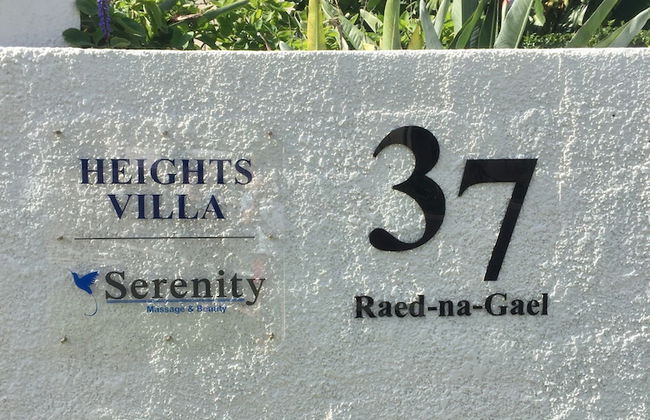 HEIGHTS
VILLA
Serenity
Massage & Beauty
37
Raed-na-Gael